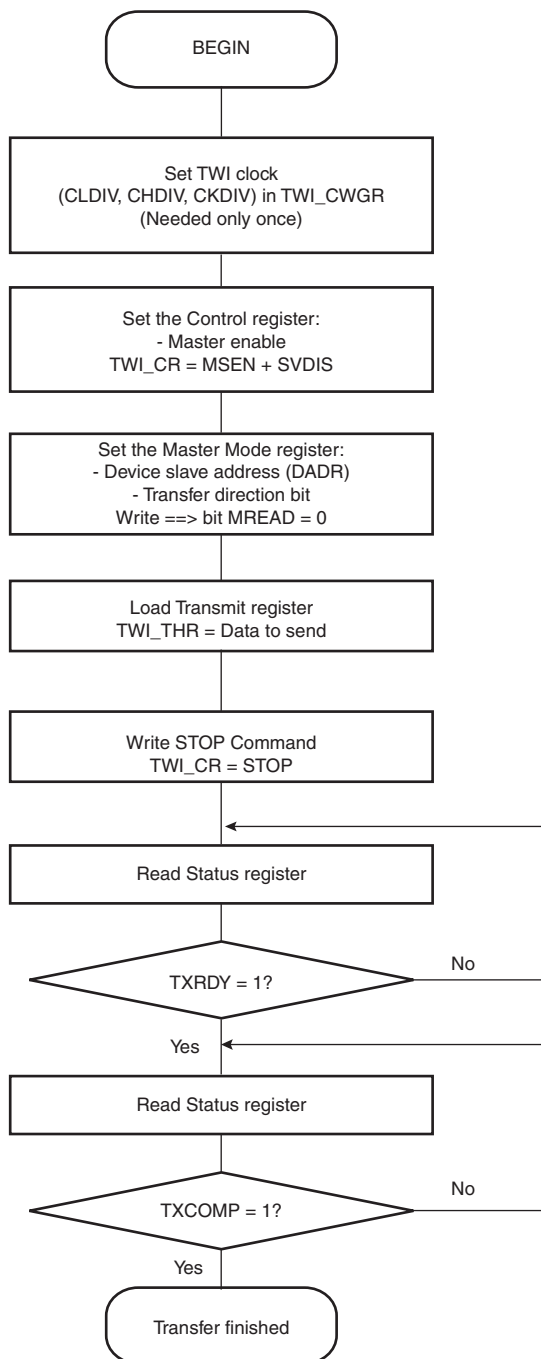 BEGIN
Set TWI clock
(CLDIV, CHDIV, CKDIV) in TWI_CWGR
(Needed only once)
Set the Control register:
- Master enable
TWI_CR = MSEN + SVDIS
Set the Master Mode register:
- Device slave address (DADR)
- Transfer direction bit
Write ==> bit MREAD = 0
Load Transmit register
TWI_THR = Data to send
Write STOP Command
TWI_CR = STOP
Read Status register
TXRDY = 1?
No
Yes
Read Status register
TXCOMP = 1?
No
Yes
Transfer finished